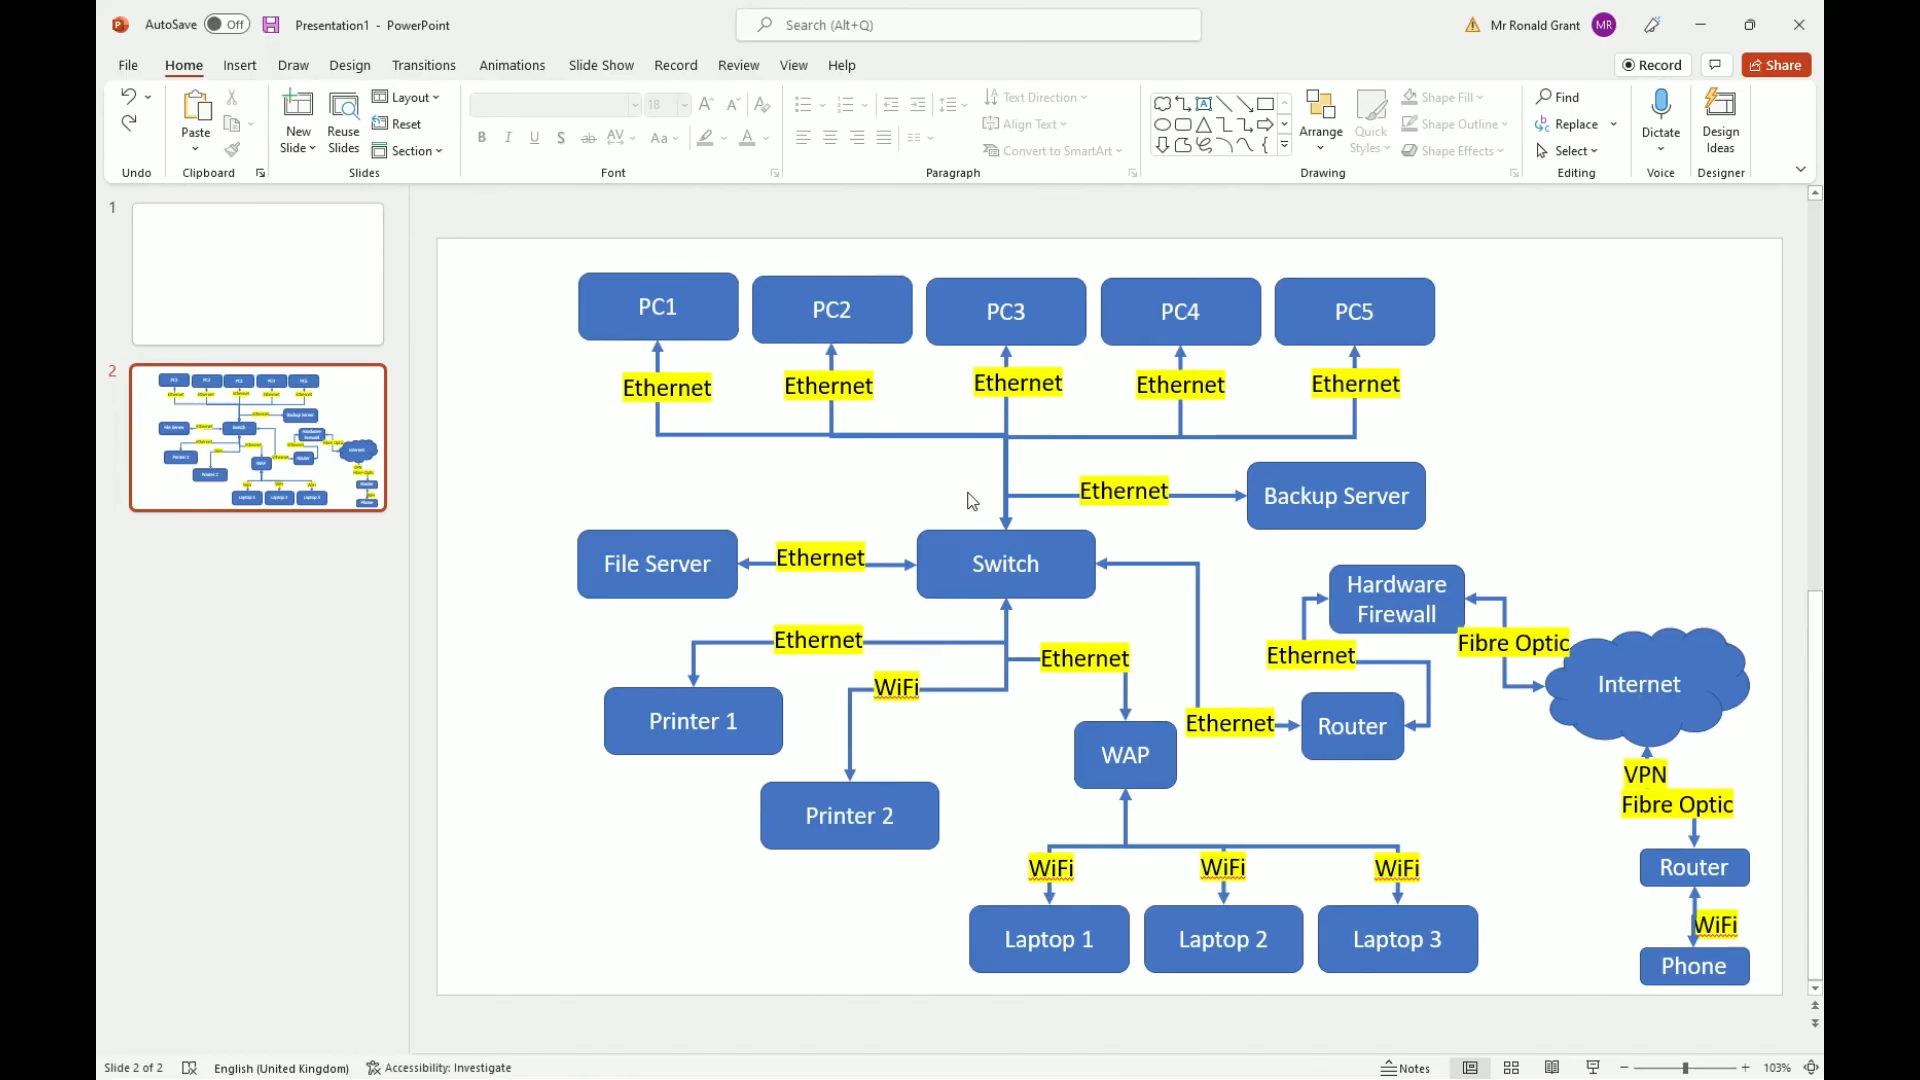 AutoSave Off Presentation1 - PowerPoint Search (Alt+Q) Mr Ronald Grant MR
File Home Insert Draw Design Transitions Animations Slide Show Record Review View Help Record Share
Paste New Slide Reuse Slides Layout Reset Section 18 Text Direction Align Text Convert to SmartArt Arrange Quick Styles Shape Fill Shape Outline Shape Effects Find Replace Select Dictate Design Ideas
Undo Clipboard Slides Font Paragraph Drawing Editing Voice Designer
1
2
PC1 PC2 PC3 PC4 PC5
Ethernet Ethernet Ethernet Ethernet Ethernet
Ethernet Backup Server
File Server Ethernet Switch
Hardware
Firewall
Ethernet Ethernet Ethernet Fibre Optic
WiFi Internet
Printer 1 Ethernet Router
WAP
VPN
Fibre Optic
Printer 2
WiFi WiFi WiFi Router
WiFi
Laptop 1 Laptop 2 Laptop 3 Phone
Slide 2 of 2 English (United Kingdom) Accessibility: Investigate Notes 103%